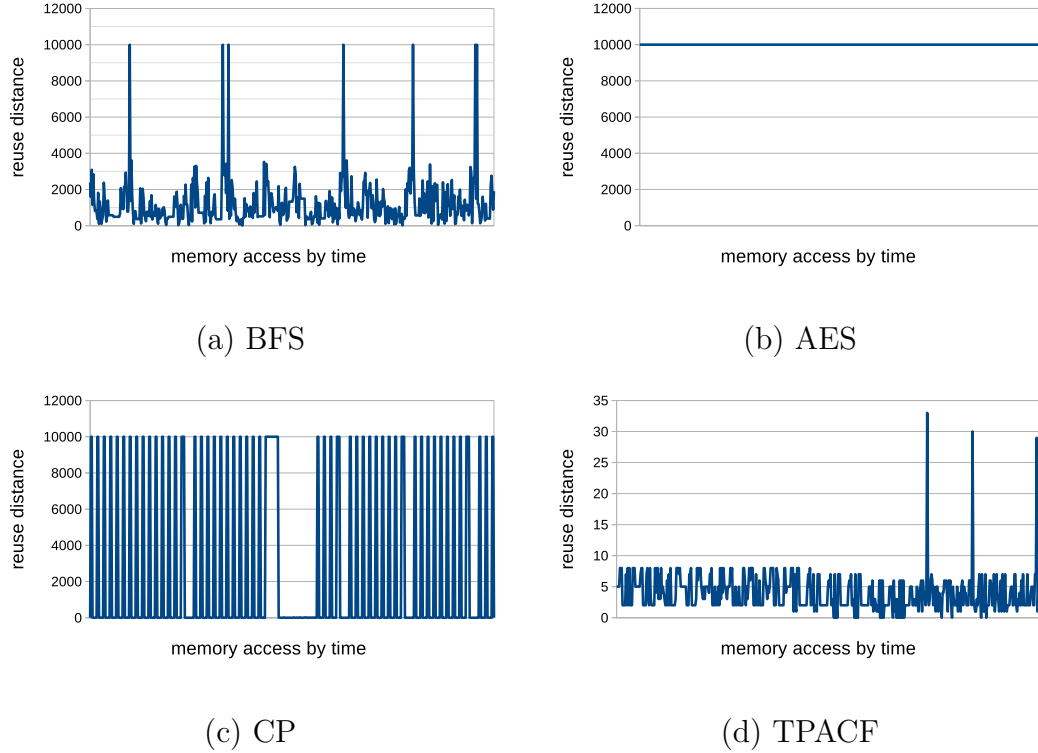 12000
10000
8000
6000
4000
2000
0
reuse distance
memory access by time
(a) BFS
12000
10000
8000
6000
4000
2000
0
reuse distance
memory access by time
(b) AES
12000
10000
8000
6000
4000
2000
0
reuse distance
memory access by time
(c) CP
35
30
25
20
15
10
5
0
reuse distance
memory access by time
(d) TPACF